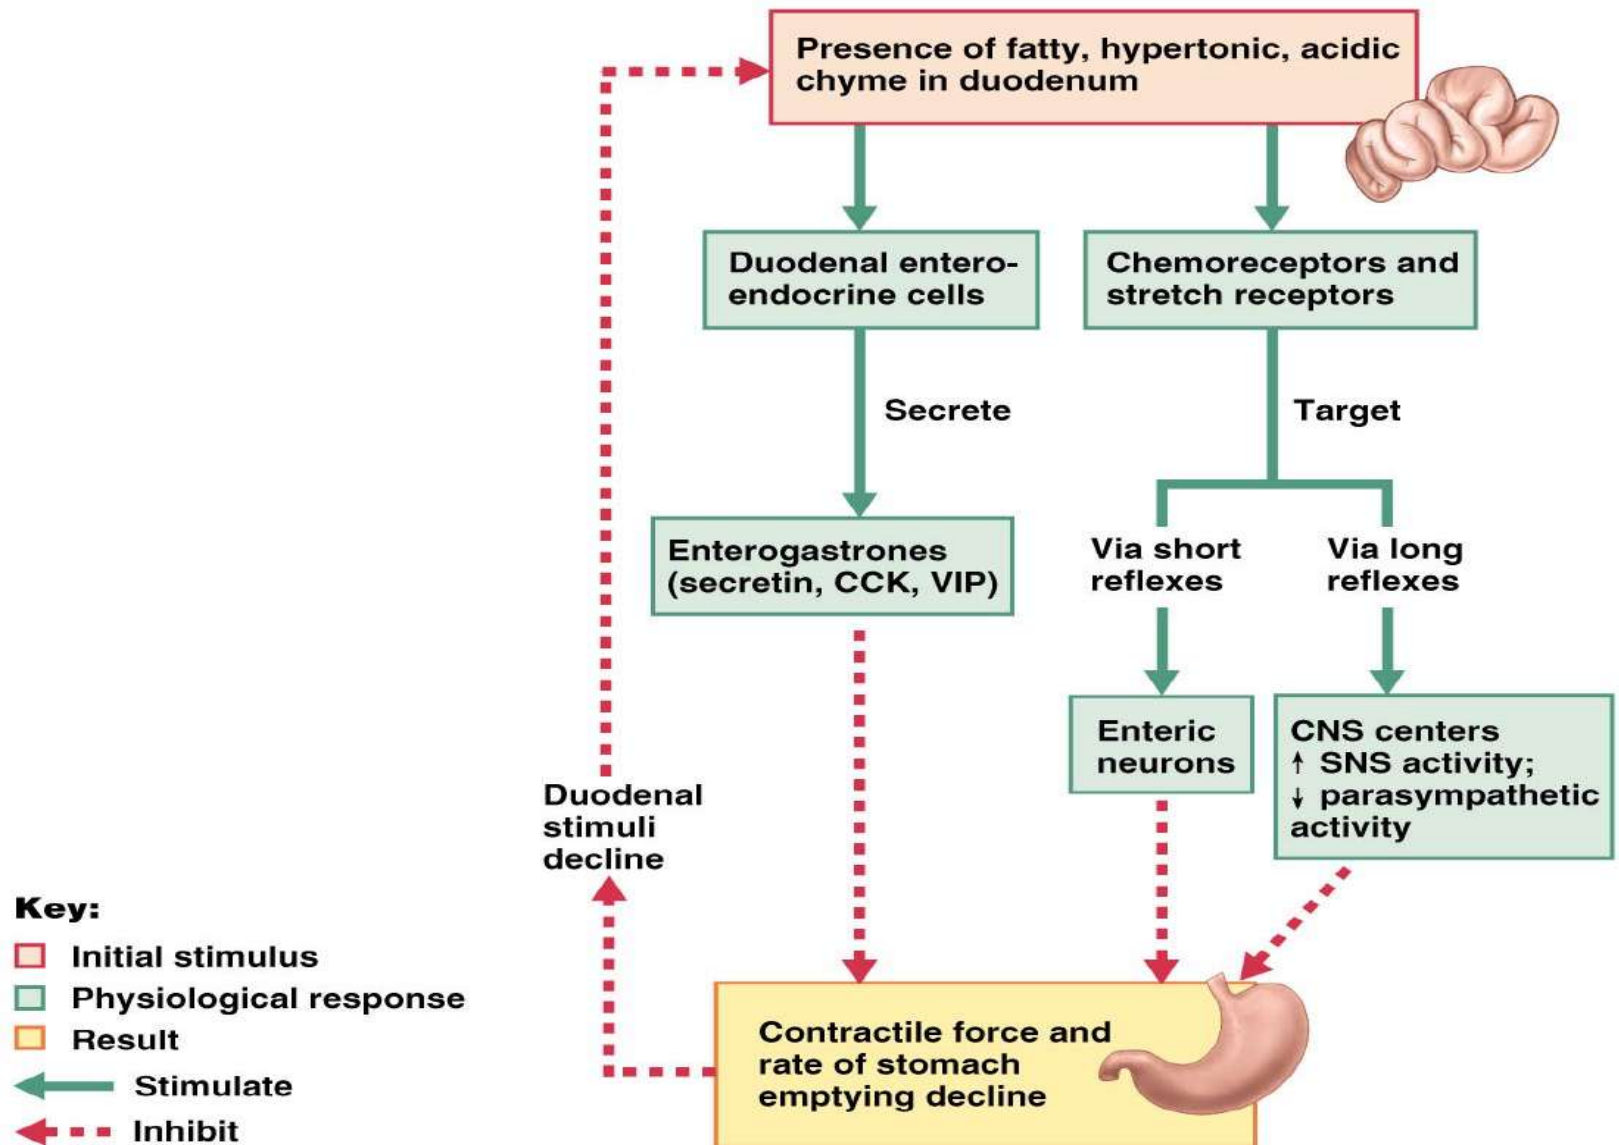 Presence of fatty, hypertonic, acidic
chyme in duodenum
Duodenal entero-
endocrine cells
Chemoreceptors and
stretch receptors
Secrete
Target
Enterogastrones
(secretin, CCK, VIP)
Via short
reflexes
Via long
reflexes
Enteric
neurons
CNS centers
↑ SNS activity;
↓ parasympathetic
activity
Duodenal
stimuli
decline
Contractile force and
rate of stomach
emptying decline
Key:
Initial stimulus
Physiological response
Result
Stimulate
Inhibit